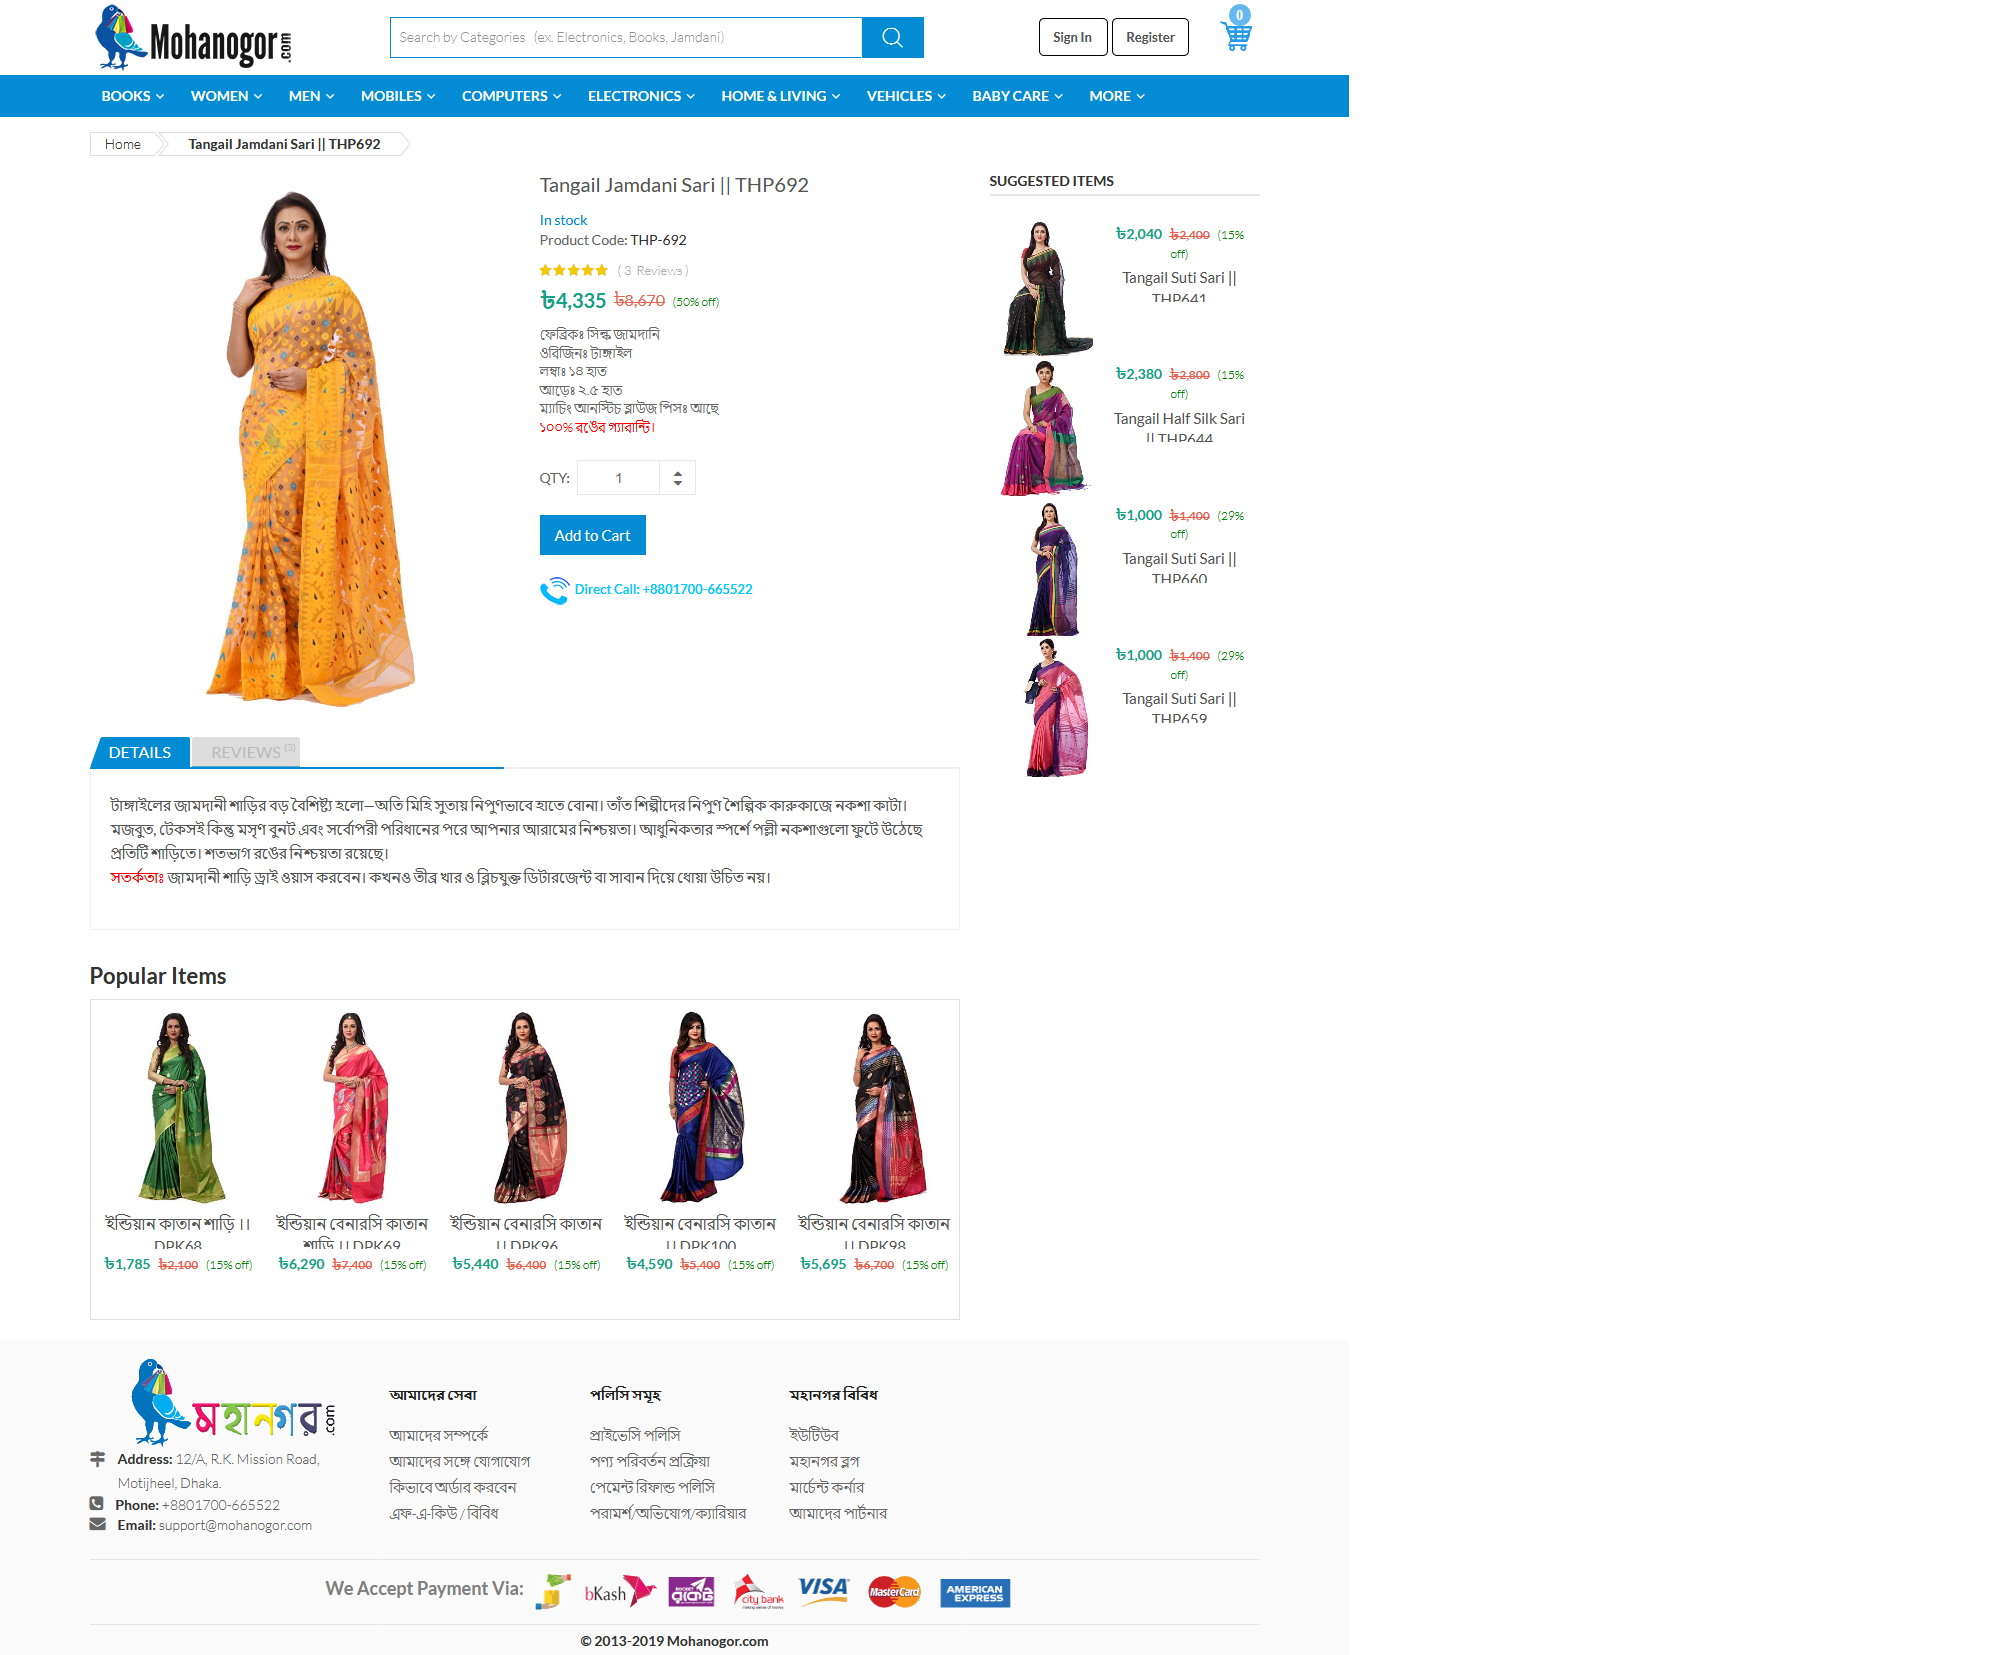 Mohanogor.com
Search by Categories (ex. Electronics, Books, Jamdani)
Sign In
Register
0
BOOKS
WOMEN
MEN
MOBILES
COMPUTERS
ELECTRONICS
HOME & LIVING
VEHICLES
BABY CARE
MORE
Home
Tangail Jamdani Sari || THP692
Tangail Jamdani Sari || THP692
In stock
Product Code: THP-692
( 3 Reviews )
৳4,335 ৳8,670 (50% off)
ফেব্রিকঃ সিল্ক জামদানি
ওরিজিনঃ টাঙ্গাইল
লম্বাঃ ১৪ হাত
আড়েঃ ২.৫ হাত
ম্যাচিং আনস্টিচ ব্লাউজ পিসঃ আছে
১০০% রঙের গ্যারান্টি।
QTY: 1
Add to Cart
Direct Call: +8801700-665522
SUGGESTED ITEMS
৳2,040 ৳2,400 (15%
off)
Tangail Suti Sari ||
THP641
৳2,380 ৳2,800 (15%
off)
Tangail Half Silk Sari
|| THP644
৳1,000 ৳1,400 (29%
off)
Tangail Suti Sari ||
THP660
৳1,000 ৳1,400 (29%
off)
Tangail Suti Sari ||
THP659
DETAILS
REVIEWS (3)
টাঙ্গাইলের জামদানী শাড়ির বড় বৈশিষ্ট্য হলো—অতি মিহি সুতায় নিপুণভাবে হাতে বোনা। তাঁত শিল্পীদের নিপুণ শৈল্পিক কারুকাজে নকশা কাটা।
মজবুত, টেকসই কিন্তু মসৃণ বুনট এবং সর্বোপরী পরিধানের পরে আপনার আরামের নিশ্চয়তা। আধুনিকতার স্পর্শে পল্লী নকশাগুলো ফুটে উঠেছে
প্রতিটি শাড়িতে। শতভাগ রঙের নিশ্চয়তা রয়েছে।
সতর্কতাঃ জামদানী শাড়ি ড্রাই ওয়াস করবেন। কখনও তীব্র খার ও ব্লিচযুক্ত ডিটারজেন্ট বা সাবান দিয়ে ধোয়া উচিত নয়।
Popular Items
ইন্ডিয়ান কাতান শাড়ি ।।
DPK68
৳1,785 ৳2,100 (15% off)
ইন্ডিয়ান বেনারসি কাতান
শাড়ি ।। DPK69
৳6,290 ৳7,400 (15% off)
ইন্ডিয়ান বেনারসি কাতান
|| DPK96
৳5,440 ৳6,400 (15% off)
ইন্ডিয়ান বেনারসি কাতান
|| DPK100
৳4,590 ৳5,400 (15% off)
ইন্ডিয়ান বেনারসি কাতান
|| DPK98
৳5,695 ৳6,700 (15% off)
মহানগর.com
Address: 12/A, R.K. Mission Road,
Motijheel, Dhaka.
Phone: +8801700-665522
Email: support@mohanogor.com
আমাদের সেবা
আমাদের সম্পর্কে
আমাদের সঙ্গে যোগাযোগ
কিভাবে অর্ডার করবেন
এফ-এ-কিউ / বিবিধ
পলিসি সমূহ
প্রাইভেসি পলিসি
পণ্য পরিবর্তন প্রক্রিয়া
পেমেন্ট রিফান্ড পলিসি
পরামর্শ/অভিযোগ/ক্যারিয়ার
মহানগর বিবিধ
ইউটিউব
মহানগর ব্লগ
মার্চেন্ট কর্নার
আমাদের পার্টনার
We Accept Payment Via:
bKash
ROCKET
রকেট
city bank
making sense of money
VISA
MasterCard
AMERICAN
EXPRESS
© 2013-2019 Mohanogor.com